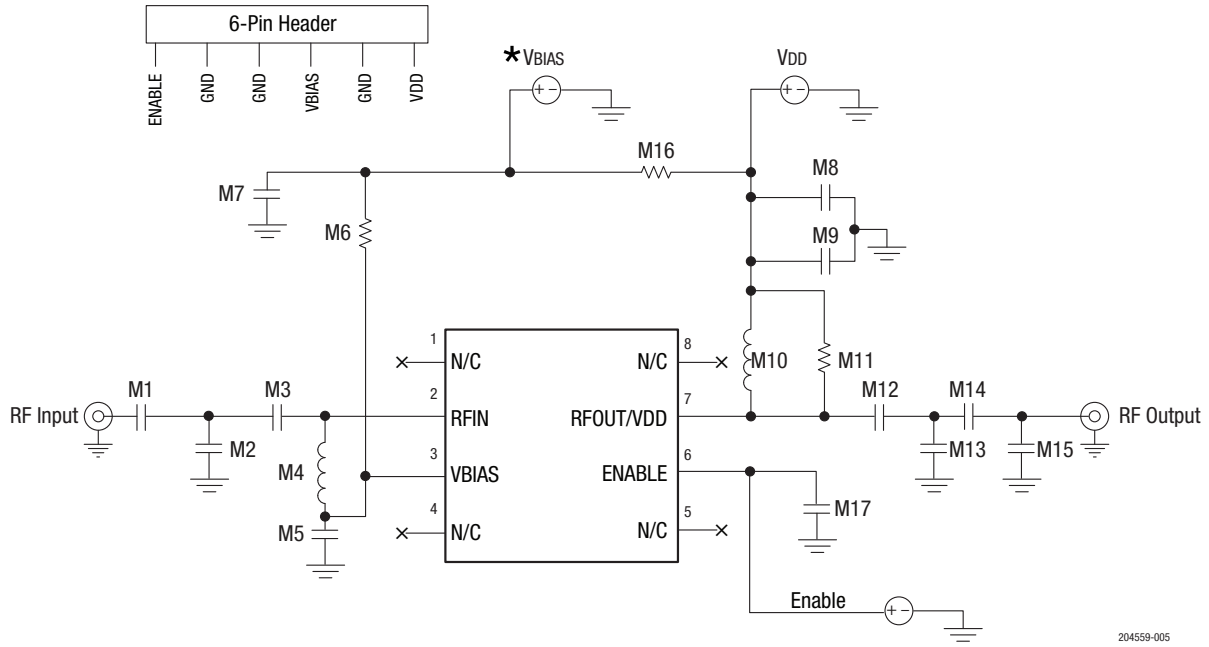 6-Pin Header
ENABLE
GND
GND
VBIAS
GND
VDD
*VBIAS
VDD
+ -
+ -
M16
M8
M7
M6
M9
1
N/C
8
N/C
M10
M11
M1
M3
2
7
M12
M14
RF Input
RFIN
RFOUT/VDD
RF Output
M2
M13
M15
M4
3
VBIAS
6
ENABLE
M17
M5
4
N/C
5
N/C
Enable
+ -
204559-005